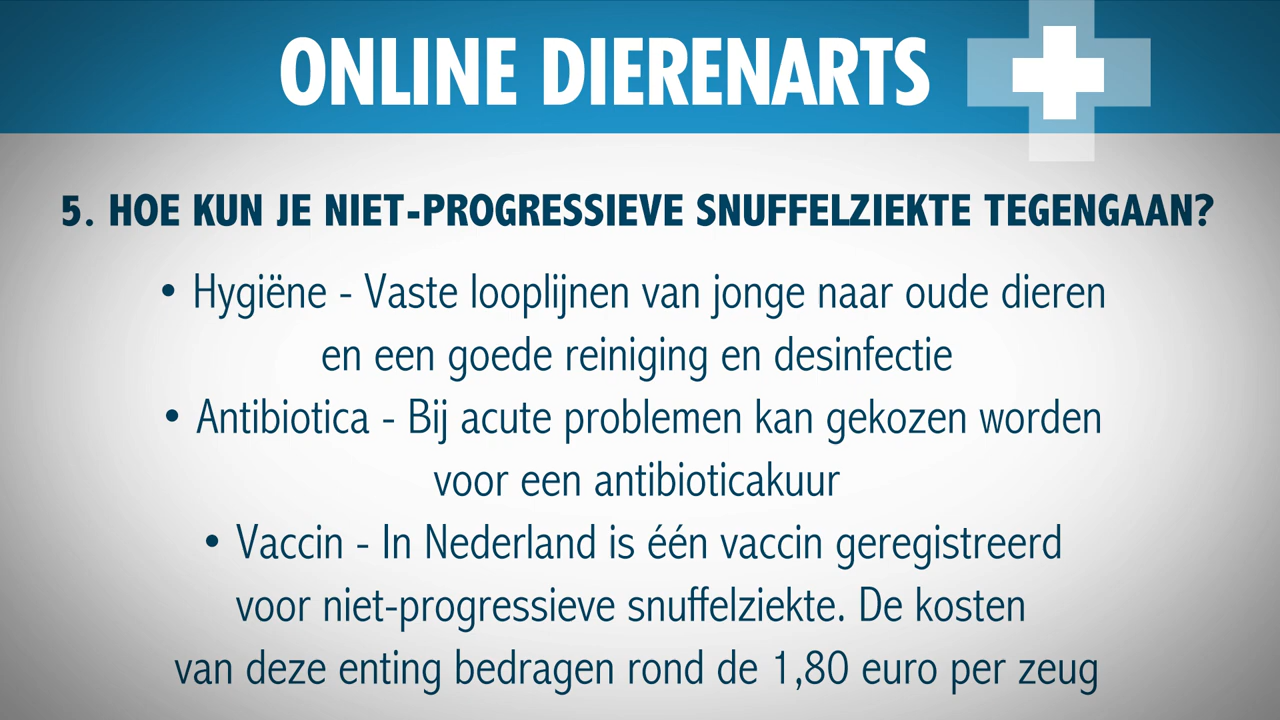 ONLINE DIERENARTS
5. HOE KUN JE NIET-PROGRESSIEVE SNUFFELZIEKTE TEGENGAAN?
• Hygiëne - Vaste looplijnen van jonge naar oude dieren
en een goede reiniging en desinfectie
• Antibiotica - Bij acute problemen kan gekozen worden
voor een antibioticakuur
• Vaccin - In Nederland is één vaccin geregistreerd
voor niet-progressieve snuffelziekte. De kosten
van deze enting bedragen rond de 1,80 euro per zeug